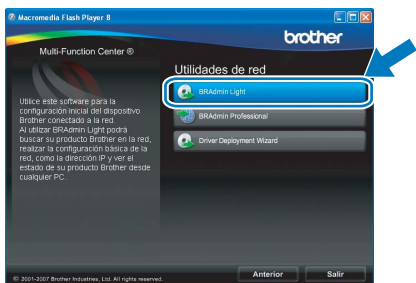 Macromedia Flash Player 8
brother
Multi-Function Center ®
Utilidades de red
BRAdmin Light
BRAdmin Professional
Driver Deployment Wizard
Utilice este software para la
configuración inicial del dispositivo
Brother conectado a la red.
Al utilizar BRAdmin Light podrá
buscar su producto Brother en la red,
realizar la configuración básica de la
red, como la dirección IP y ver el
estado de su producto Brother desde
cualquier PC.
© 2001-2007 Brother Industries, Ltd. All rights reserved.
Anterior
Salir